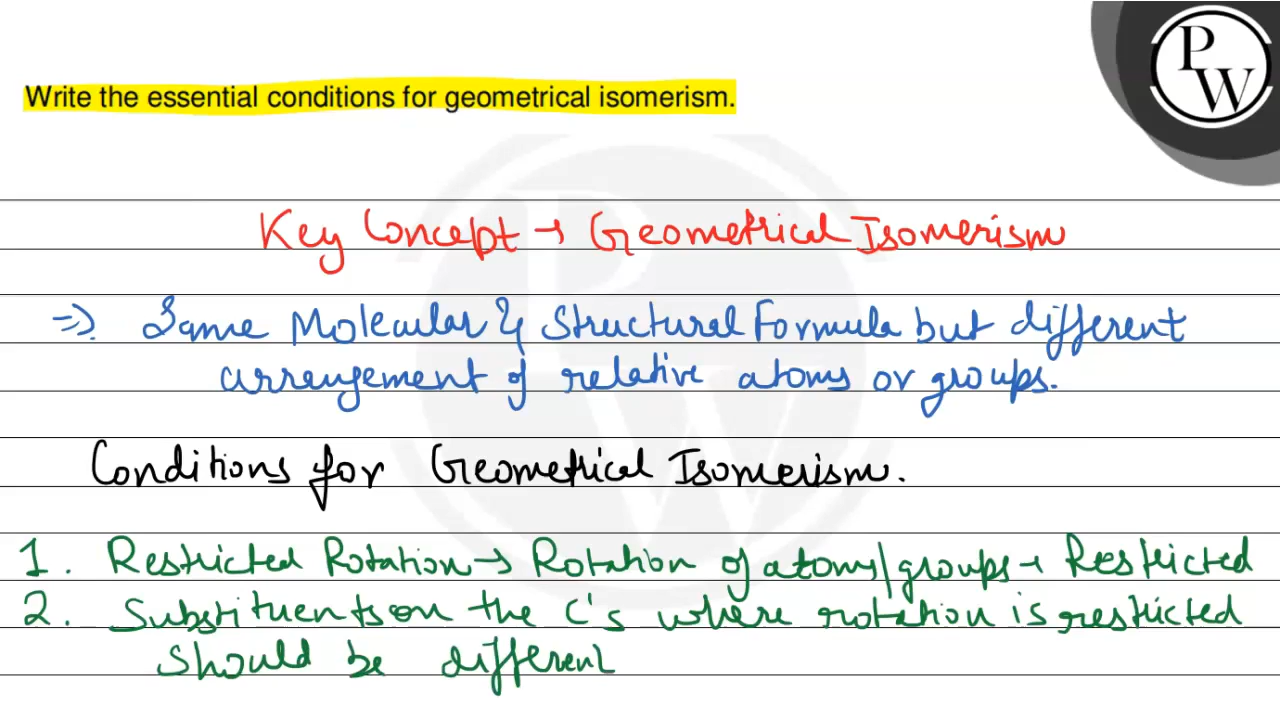 P
W
Write the essential conditions for geometrical isomerism.
Key Concept → Geometrical Isomerism
⇒ Same Molecular & Structural Formula but different
arrangement of relative atoms or groups.
Conditions for Geometrical Isomerism.
1. Restricted Rotation → Rotation of atoms/groups → Restricted
2. Substituents on the C's where rotation is restricted
should be different